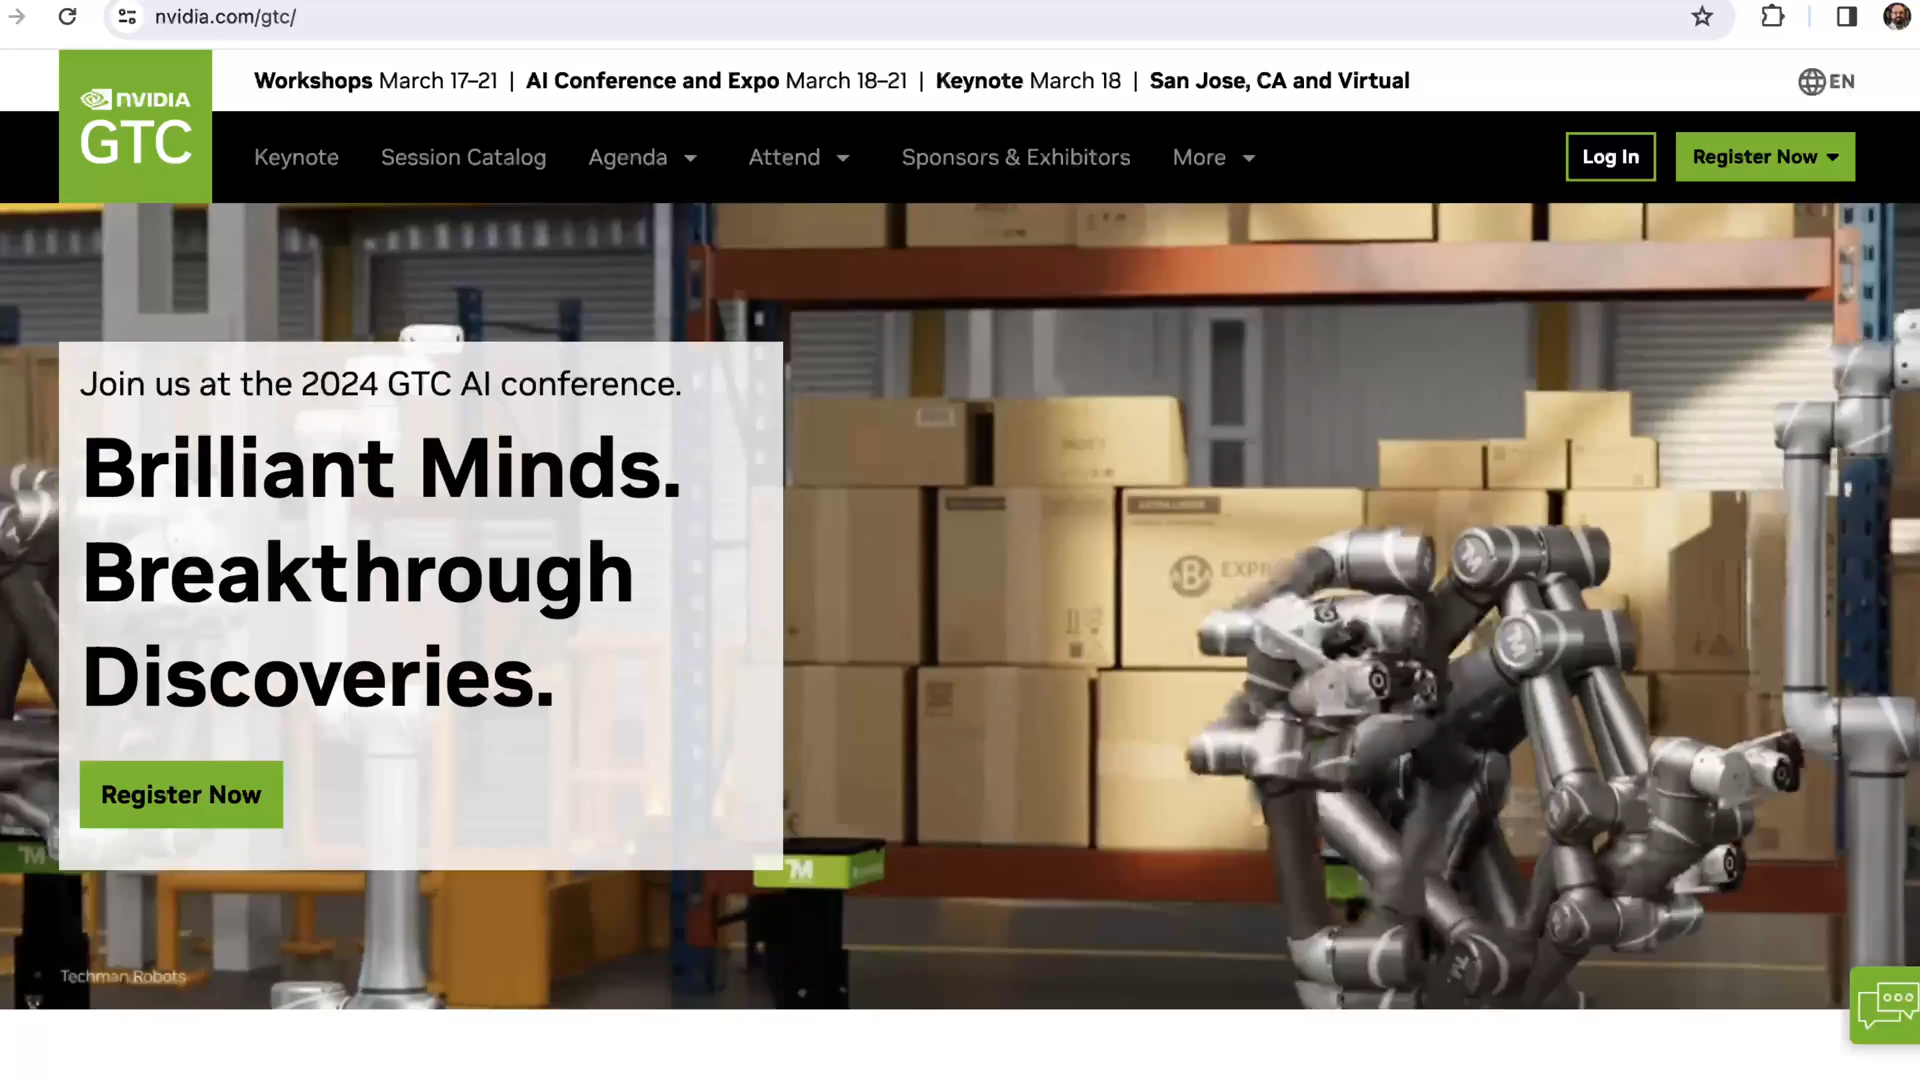 nvidia.com/gtc/
Workshops March 17–21 | AI Conference and Expo March 18–21 | Keynote March 18 | San Jose, CA and Virtual
EN
NVIDIA
GTC
Keynote
Session Catalog
Agenda
Attend
Sponsors & Exhibitors
More
Log In
Register Now
Join us at the 2024 GTC AI conference.
Brilliant Minds.
Breakthrough
Discoveries.
Register Now
Techman Robots